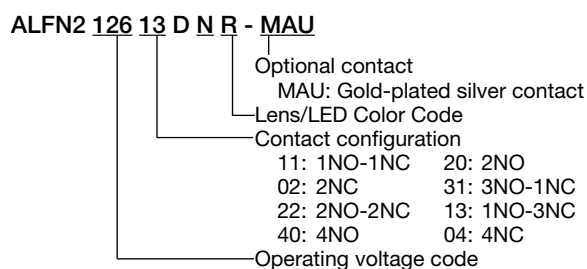 ALFN2 126 13 D N R - MAU
Optional contact
MAU: Gold-plated silver contact
Lens/LED Color Code
Contact configuration
11: 1NO-1NC 20: 2NO
02: 2NC 31: 3NO-1NC
22: 2NO-2NC 13: 1NO-3NC
40: 4NO 04: 4NC
Operating voltage code